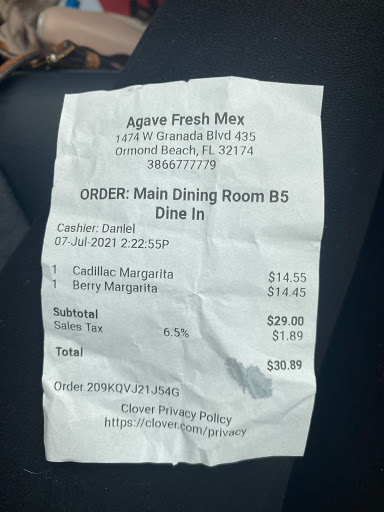 Agave Fresh Mex
1474 W Granada Blvd 435
Ormond Beach, FL 32174
3866777779
ORDER: Main Dining Room B5
Dine In
Cashier: Daniel
07-Jul-2021 2:22:55P
1 Cadillac Margarita $14.55
1 Berry Margarita $14.45
Subtotal $29.00
Sales Tax 6.5% $1.89
Total $30.89
Order 209KQVJ21J54G
Clover Privacy Policy
https://clover.com/privacy